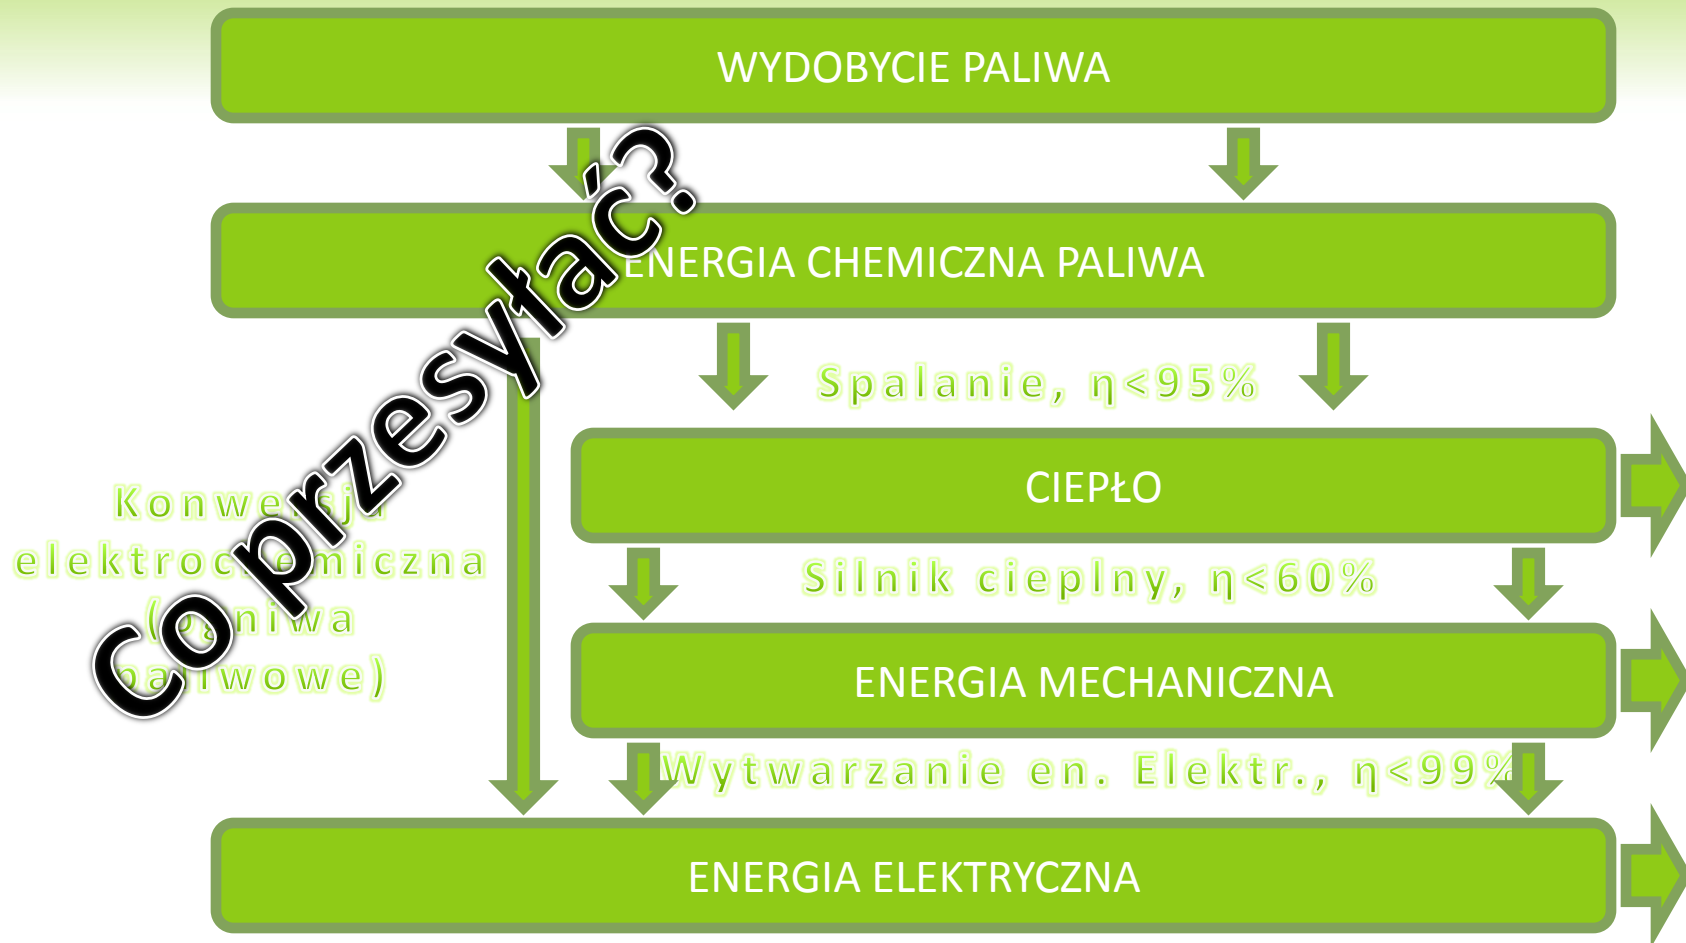 WYDOBYCIE PALIWA
Co przesyłać?
ENERGIA CHEMICZNA PALIWA
Spalanie, η<95%
CIEPŁO
Konwersja
elektrochemiczna
(ogniwa
paliwowe)
Silnik cieplny, η<60%
ENERGIA MECHANICZNA
Wytwarzanie en. Elektr., η<99%
ENERGIA ELEKTRYCZNA